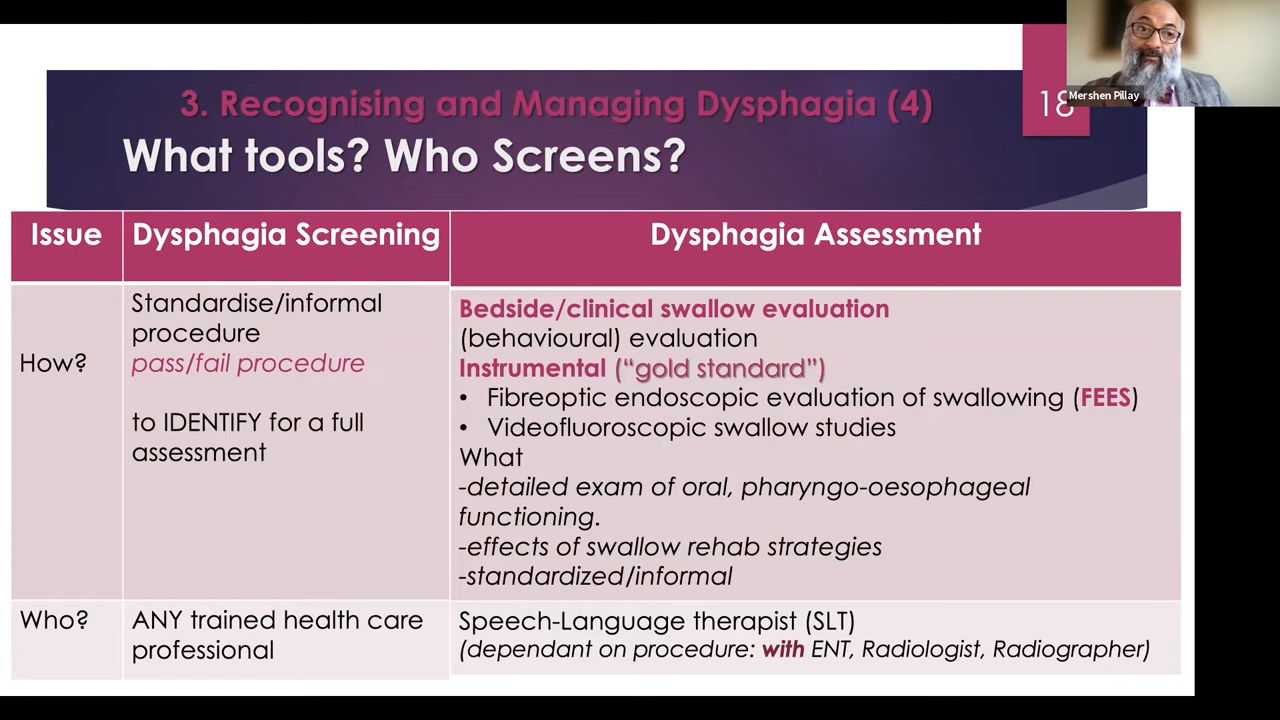 3. Recognising and Managing Dysphagia (4)
What tools? Who Screens?
18
Mershen Pillay
Issue
Dysphagia Screening
Dysphagia Assessment
How?
Standardise/informal
procedure
pass/fail procedure
to IDENTIFY for a full
assessment
Bedside/clinical swallow evaluation
(behavioural) evaluation
Instrumental (“gold standard”)
• Fibreoptic endoscopic evaluation of swallowing (FEES)
• Videofluoroscopic swallow studies
What
-detailed exam of oral, pharyngo-oesophageal
functioning.
-effects of swallow rehab strategies
-standardized/informal
Who?
ANY trained health care
professional
Speech-Language therapist (SLT)
(dependant on procedure: with ENT, Radiologist, Radiographer)